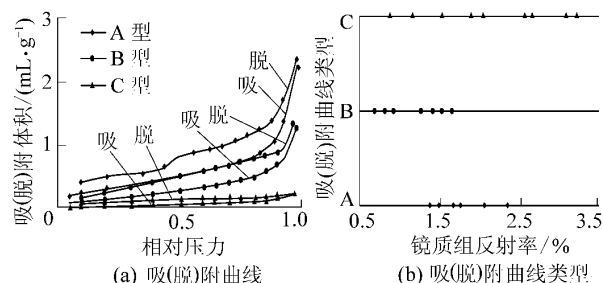 A 型
B 型
C 型
脱
吸
脱
吸
吸
脱
3
2
1
0
0.5
1.0
吸(脱)附体积/(mL·g⁻¹)
相对压力
(a) 吸(脱)附曲线
C
B
A
0.5
1.5
2.5
3.5
吸(脱)附曲线类型
镜质组反射率/%
(b) 吸(脱)附曲线类型